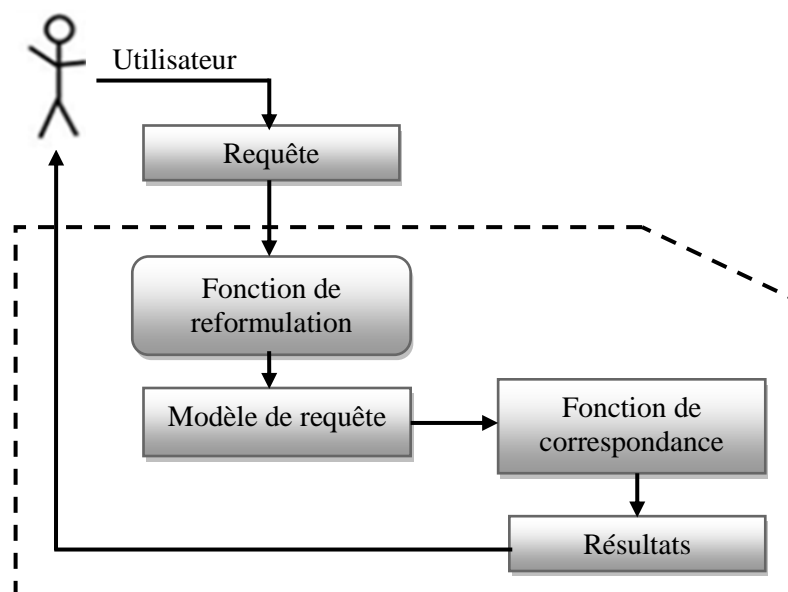 Utilisateur
Requête
Fonction de
reformulation
Modèle de requête
Fonction de
correspondance
Résultats